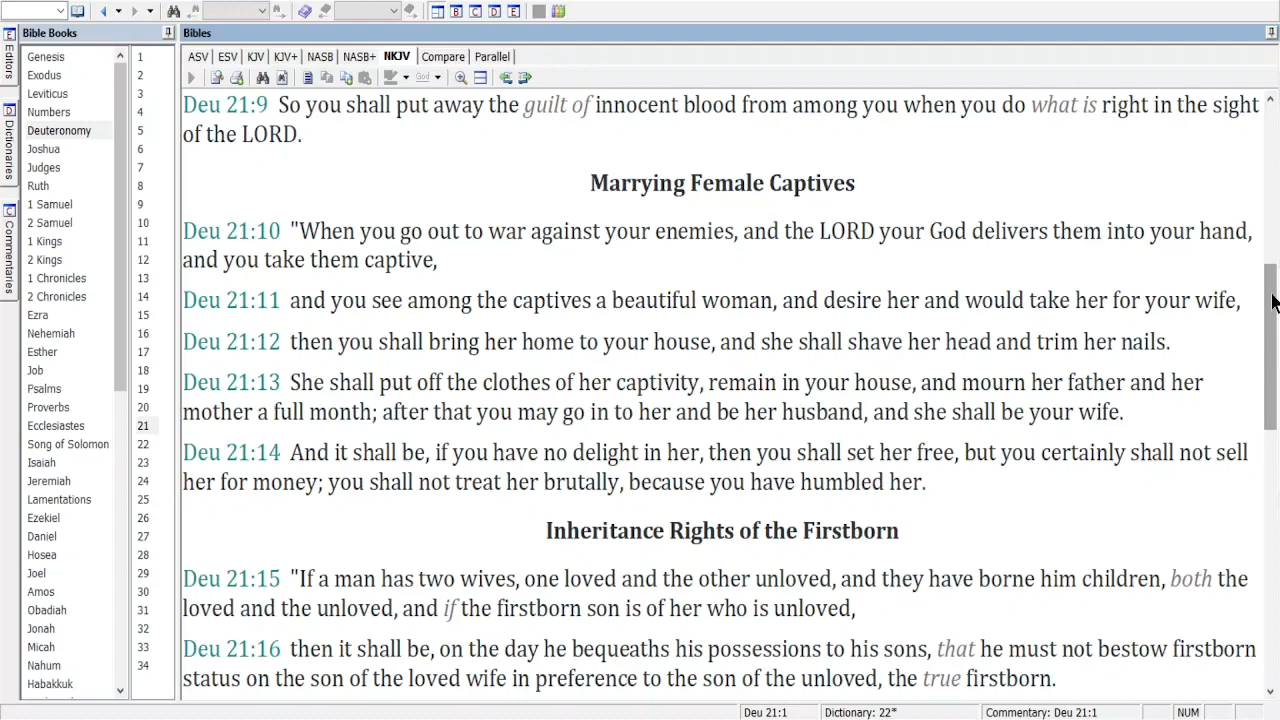 Bible Books
Bibles
Editors
Dictionaries
Commentaries
Genesis
Exodus
Leviticus
Numbers
Deuteronomy
Joshua
Judges
Ruth
1 Samuel
2 Samuel
1 Kings
2 Kings
1 Chronicles
2 Chronicles
Ezra
Nehemiah
Esther
Job
Psalms
Proverbs
Ecclesiastes
Song of Solomon
Isaiah
Jeremiah
Lamentations
Ezekiel
Daniel
Hosea
Joel
Amos
Obadiah
Jonah
Micah
Nahum
Habakkuk
1
2
3
4
5
6
7
8
9
10
11
12
13
14
15
16
17
18
19
20
21
22
23
24
25
26
27
28
29
30
31
32
33
34
ASV ESV KJV KJV+ NASB NASB+ NKJV Compare Parallel
Deu 21:9 So you shall put away the guilt of innocent blood from among you when you do what is right in the sight
of the LORD.
Marrying Female Captives
Deu 21:10 "When you go out to war against your enemies, and the LORD your God delivers them into your hand,
and you take them captive,
Deu 21:11 and you see among the captives a beautiful woman, and desire her and would take her for your wife,
Deu 21:12 then you shall bring her home to your house, and she shall shave her head and trim her nails.
Deu 21:13 She shall put off the clothes of her captivity, remain in your house, and mourn her father and her
mother a full month; after that you may go in to her and be her husband, and she shall be your wife.
Deu 21:14 And it shall be, if you have no delight in her, then you shall set her free, but you certainly shall not sell
her for money; you shall not treat her brutally, because you have humbled her.
Inheritance Rights of the Firstborn
Deu 21:15 "If a man has two wives, one loved and the other unloved, and they have borne him children, both the
loved and the unloved, and if the firstborn son is of her who is unloved,
Deu 21:16 then it shall be, on the day he bequeaths his possessions to his sons, that he must not bestow firstborn
status on the son of the loved wife in preference to the son of the unloved, the true firstborn.
Deu 21:1 Dictionary: 22* Commentary: Deu 21:1 NUM